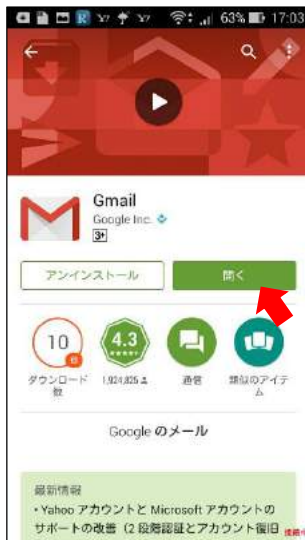 63% 17:03
Gmail
Google Inc.
3+
アンインストール
開く
10
億
4.3
ダウンロード
数
1,924,825
通信
類似のアイテ
ム
Google のメール
最新情報
・Yahoo アカウントと Microsoft アカウントの
サポートの改善（2 段階認証とアカウント復旧